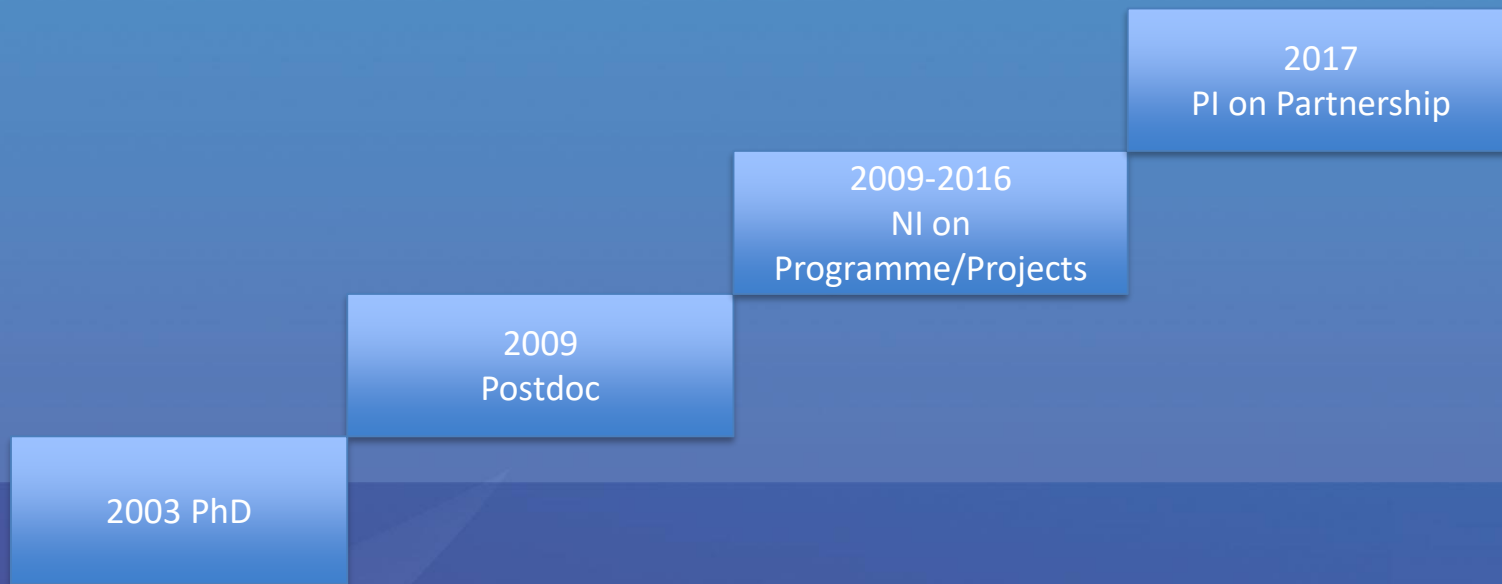 2017
PI on Partnership
2009-2016
NI on
Programme/Projects
2009
Postdoc
2003 PhD